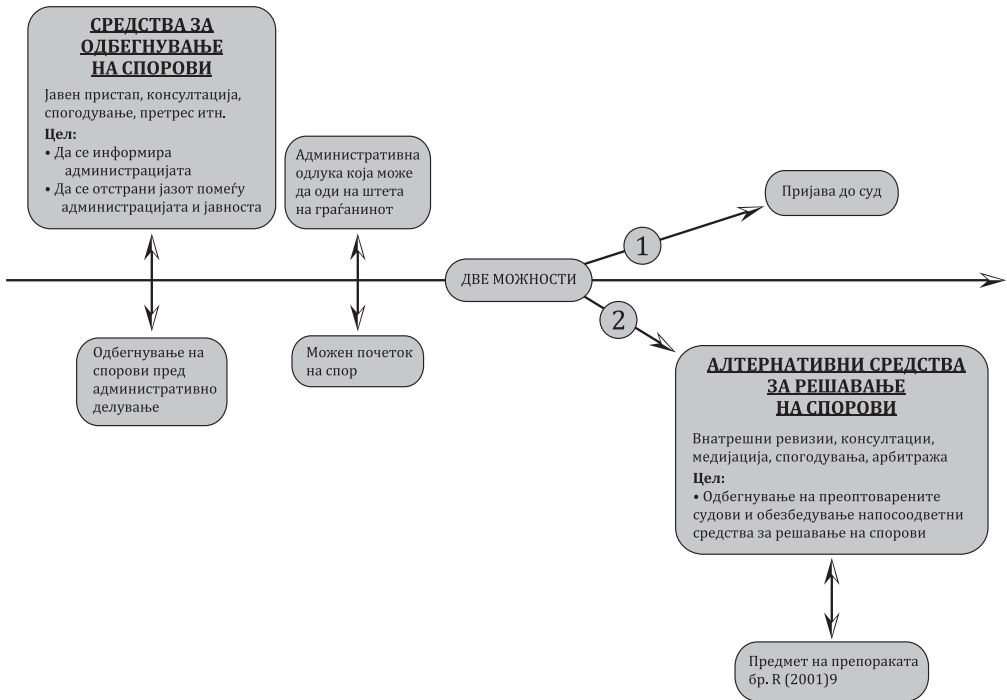 СРЕДСТВА ЗА
ОДБЕГНУВАЊЕ
НА СПОРОВИ
Јавен пристап, консултација,
спогодување, претрес итн.
Цел:
• Да се информира
администрацијата
• Да се отстрани јазот помеѓу
администрацијата и јавноста
Административна
одлука која може
да оди на штета
на граѓанинот
Пријава до суд
1
ДВЕ МОЖНОСТИ
2
Одбегнување на
спорови пред
административно
делување
Можен почеток
на спор
АЛТЕРНАТИВНИ СРЕДСТВА
ЗА РЕШАВАЊЕ
НА СПОРОВИ
Внатрешни ревизии, консултации,
медијација, спогодувања, арбитража
Цел:
• Одбегнување на преоптоварените
судови и обезбедување напосоодветни
средства за решавање на спорови
Предмет на препораката
бр. R (2001)9